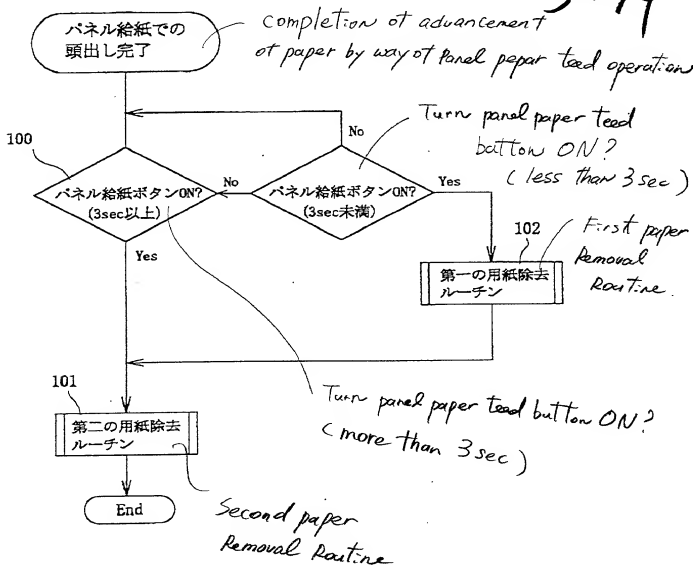 completion of advancement
of paper by way of Panel pepar feed operation
パネル給紙での
頭出し完了
Turn panel paper feed
button ON?
(less than 3sec)
100
No
パネル給紙ボタンON?
(3sec以上)
No
パネル給紙ボタンON?
(3sec未満)
Yes
Yes
102
First paper
Removal
Routine.
第一の用紙除去
ルーチン
101
Turn panel paper feed button ON?
(more than 3sec)
第二の用紙除去
ルーチン
End
Second paper
Removal Routine